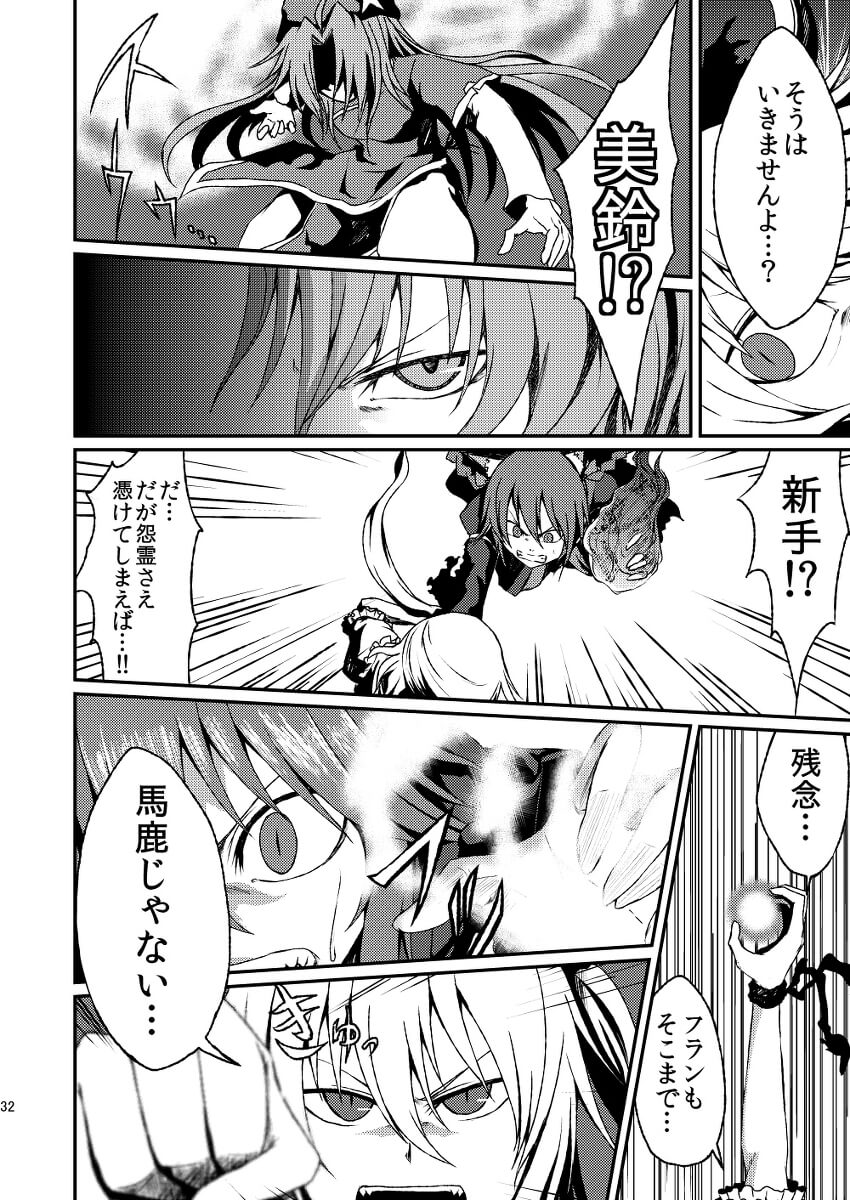 そうは
いきませんよ…？
美鈴!?
新手!?
だ…
だが怨霊さえ
憑けてしまえば…!!
残念…
フランも
そこまで…
馬鹿じゃない…
ぎゅっ
32